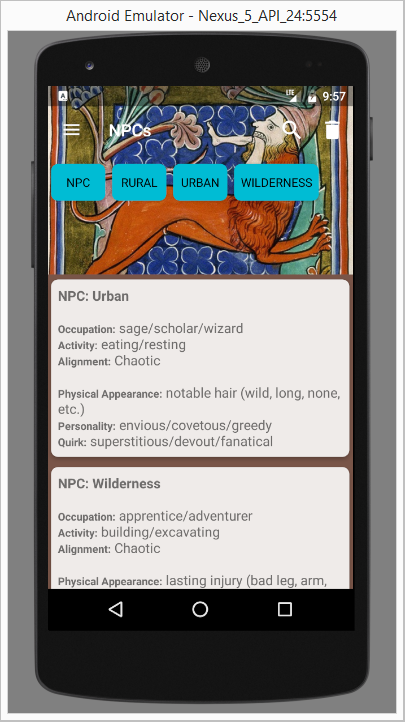 Android Emulator - Nexus_5_API_24:5554
A
LTE
9:57
NPCs
NPC
RURAL
URBAN
WILDERNESS
NPC: Urban
Occupation: sage/scholar/wizard
Activity: eating/resting
Alignment: Chaotic
Physical Appearance: notable hair (wild, long, none,
etc.)
Personality: envious/covetous/greedy
Quirk: superstitious/devout/fanatical
NPC: Wilderness
Occupation: apprentice/adventurer
Activity: building/excavating
Alignment: Chaotic
Physical Appearance: lasting injury (bad leg, arm,